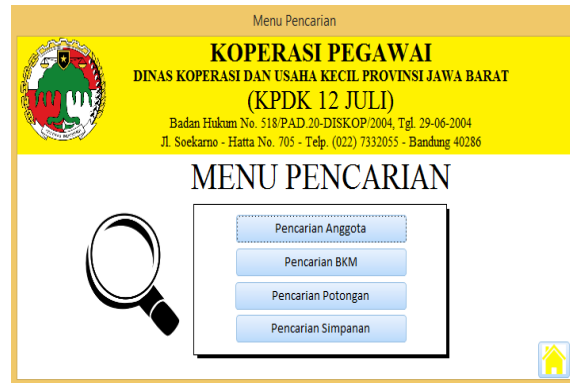 Menu Pencarian
KOPERASI PEGAWAI
DINAS KOPERASI DAN USAHA KECIL PROVINSI JAWA BARAT
(KPDK 12 JULI)
Badan Hukum No. 518/PAD.20-DISKOP/2004, Tgl. 29-06-2004
Jl. Soekarno - Hatta No. 705 - Telp. (022) 7332055 - Bandung 40286
MENU PENCARIAN
Pencarian Anggota
Pencarian BKM
Pencarian Potongan
Pencarian Simpanan